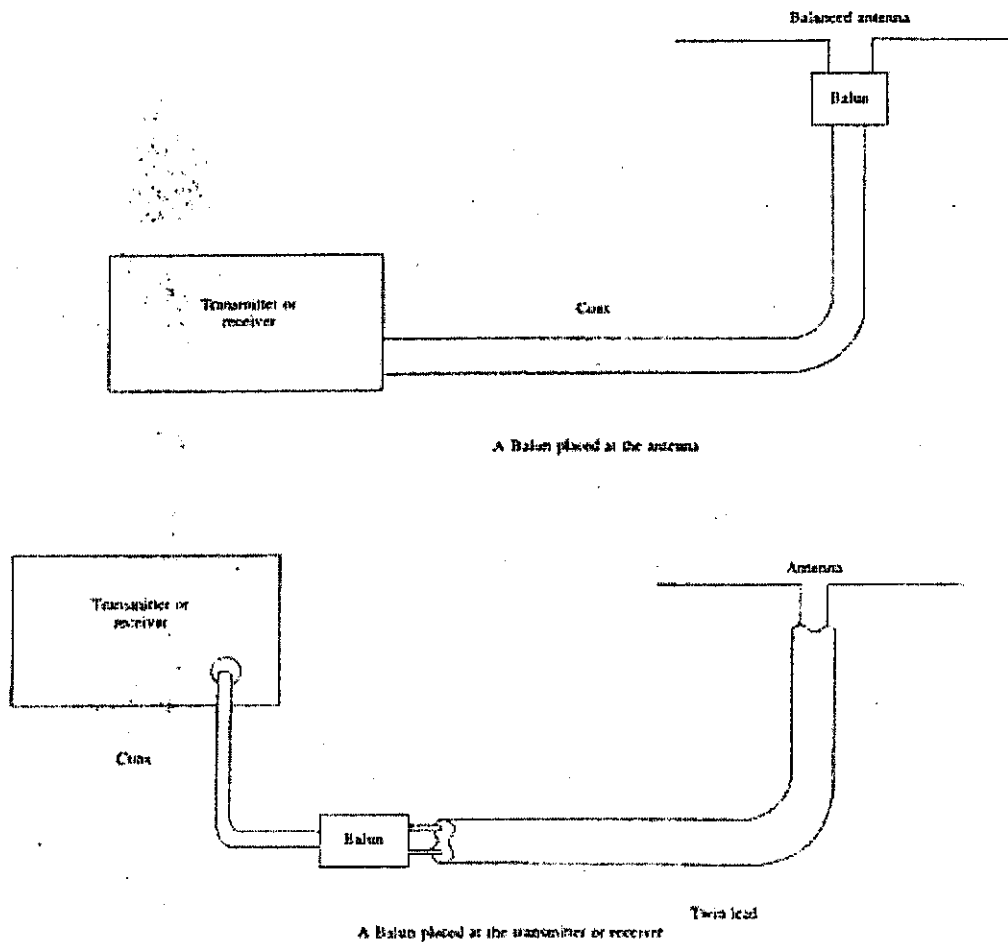 Balanced antenna
Balun
Transmitter or
receiver
Coax
A Balun placed at the antenna
Antenna
Transmitter or
receiver
Coax
Balun
Twin lead
A Balun placed at the transmitter or receiver